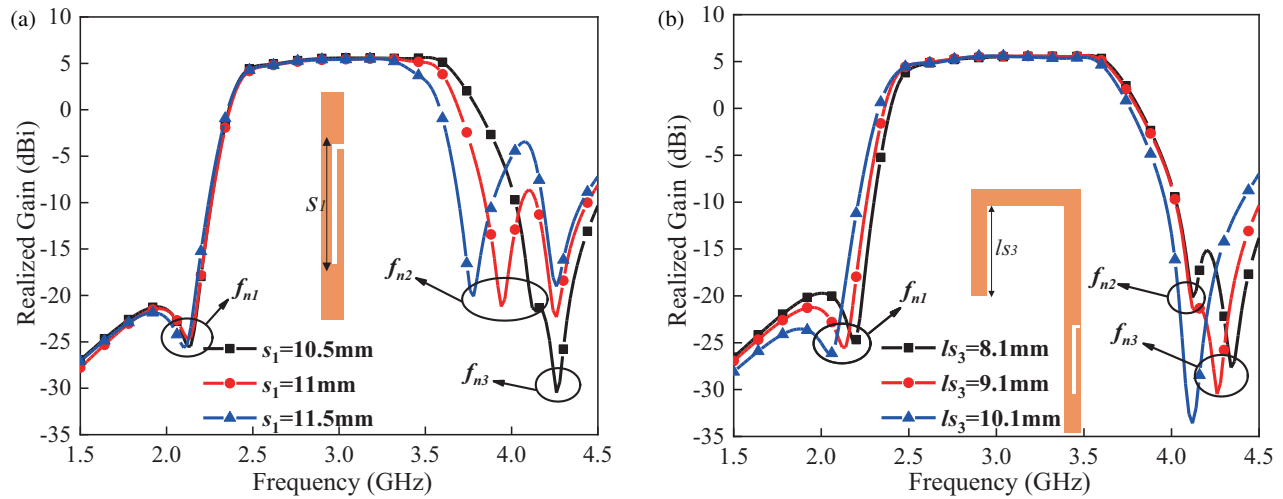 (a)
Realized Gain (dBi)
10
5
0
-5
-10
-15
-20
-25
-30
-35
1.5 2.0 2.5 3.0 3.5 4.0 4.5
Frequency (GHz)
S1
fn1
fn2
fn3
s1=10.5mm
s1=11mm
s1=11.5mm
(b)
Realized Gain (dBi)
10
5
0
-5
-10
-15
-20
-25
-30
-35
1.5 2.0 2.5 3.0 3.5 4.0 4.5
Frequency (GHz)
ls3
fn1
fn2
fn3
ls3=8.1mm
ls3=9.1mm
ls3=10.1mm